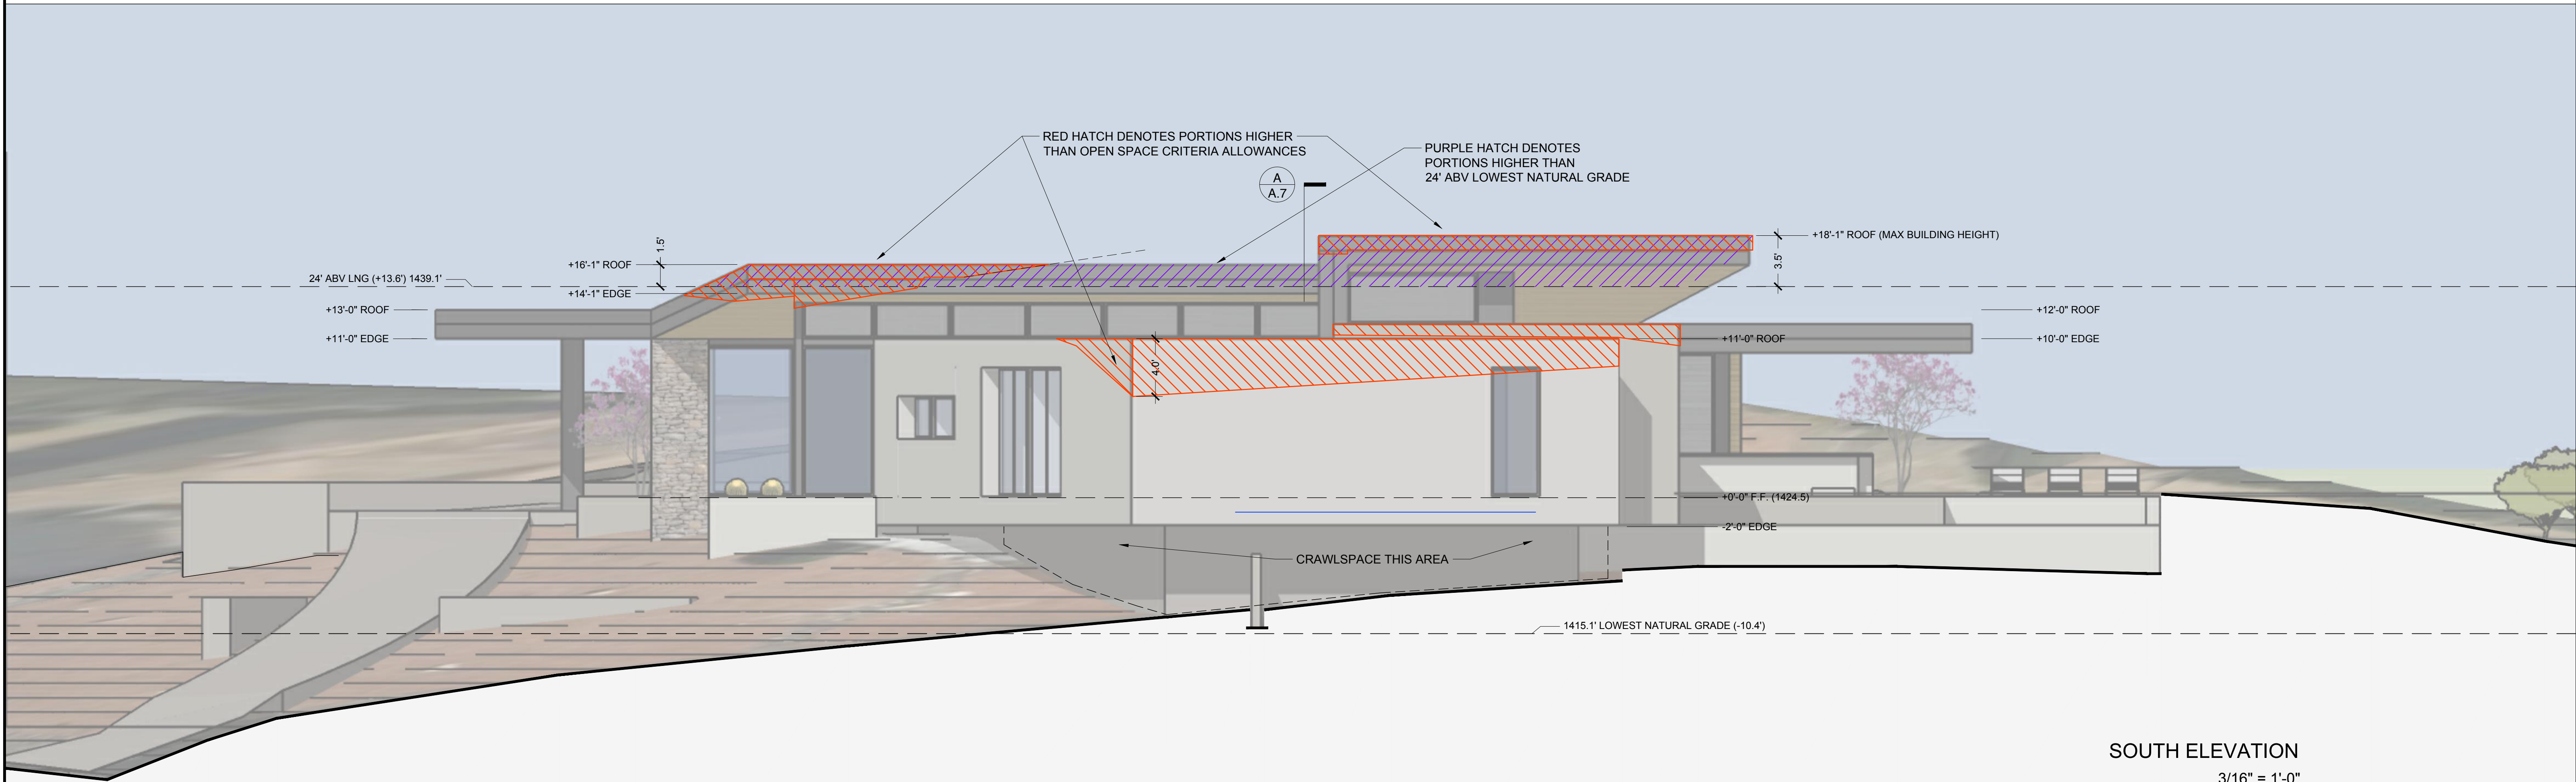 RED HATCH DENOTES PORTIONS HIGHER
THAN OPEN SPACE CRITERIA ALLOWANCES
PURPLE HATCH DENOTES
PORTIONS HIGHER THAN
24' ABV LOWEST NATURAL GRADE
A
A.7
1.5'
+16'-1" ROOF
24' ABV LNG (+13.6') 1439.1'
+14'-1" EDGE
+13'-0" ROOF
+11'-0" EDGE
+18'-1" ROOF (MAX BUILDING HEIGHT)
3.5'
+12'-0" ROOF
+11'-0" ROOF
+10'-0" EDGE
4.0'
+0'-0" F.F. (1424.5)
-2'-0" EDGE
CRAWLSPACE THIS AREA
1415.1' LOWEST NATURAL GRADE (-10.4')
SOUTH ELEVATION
3/16" = 1'-0"